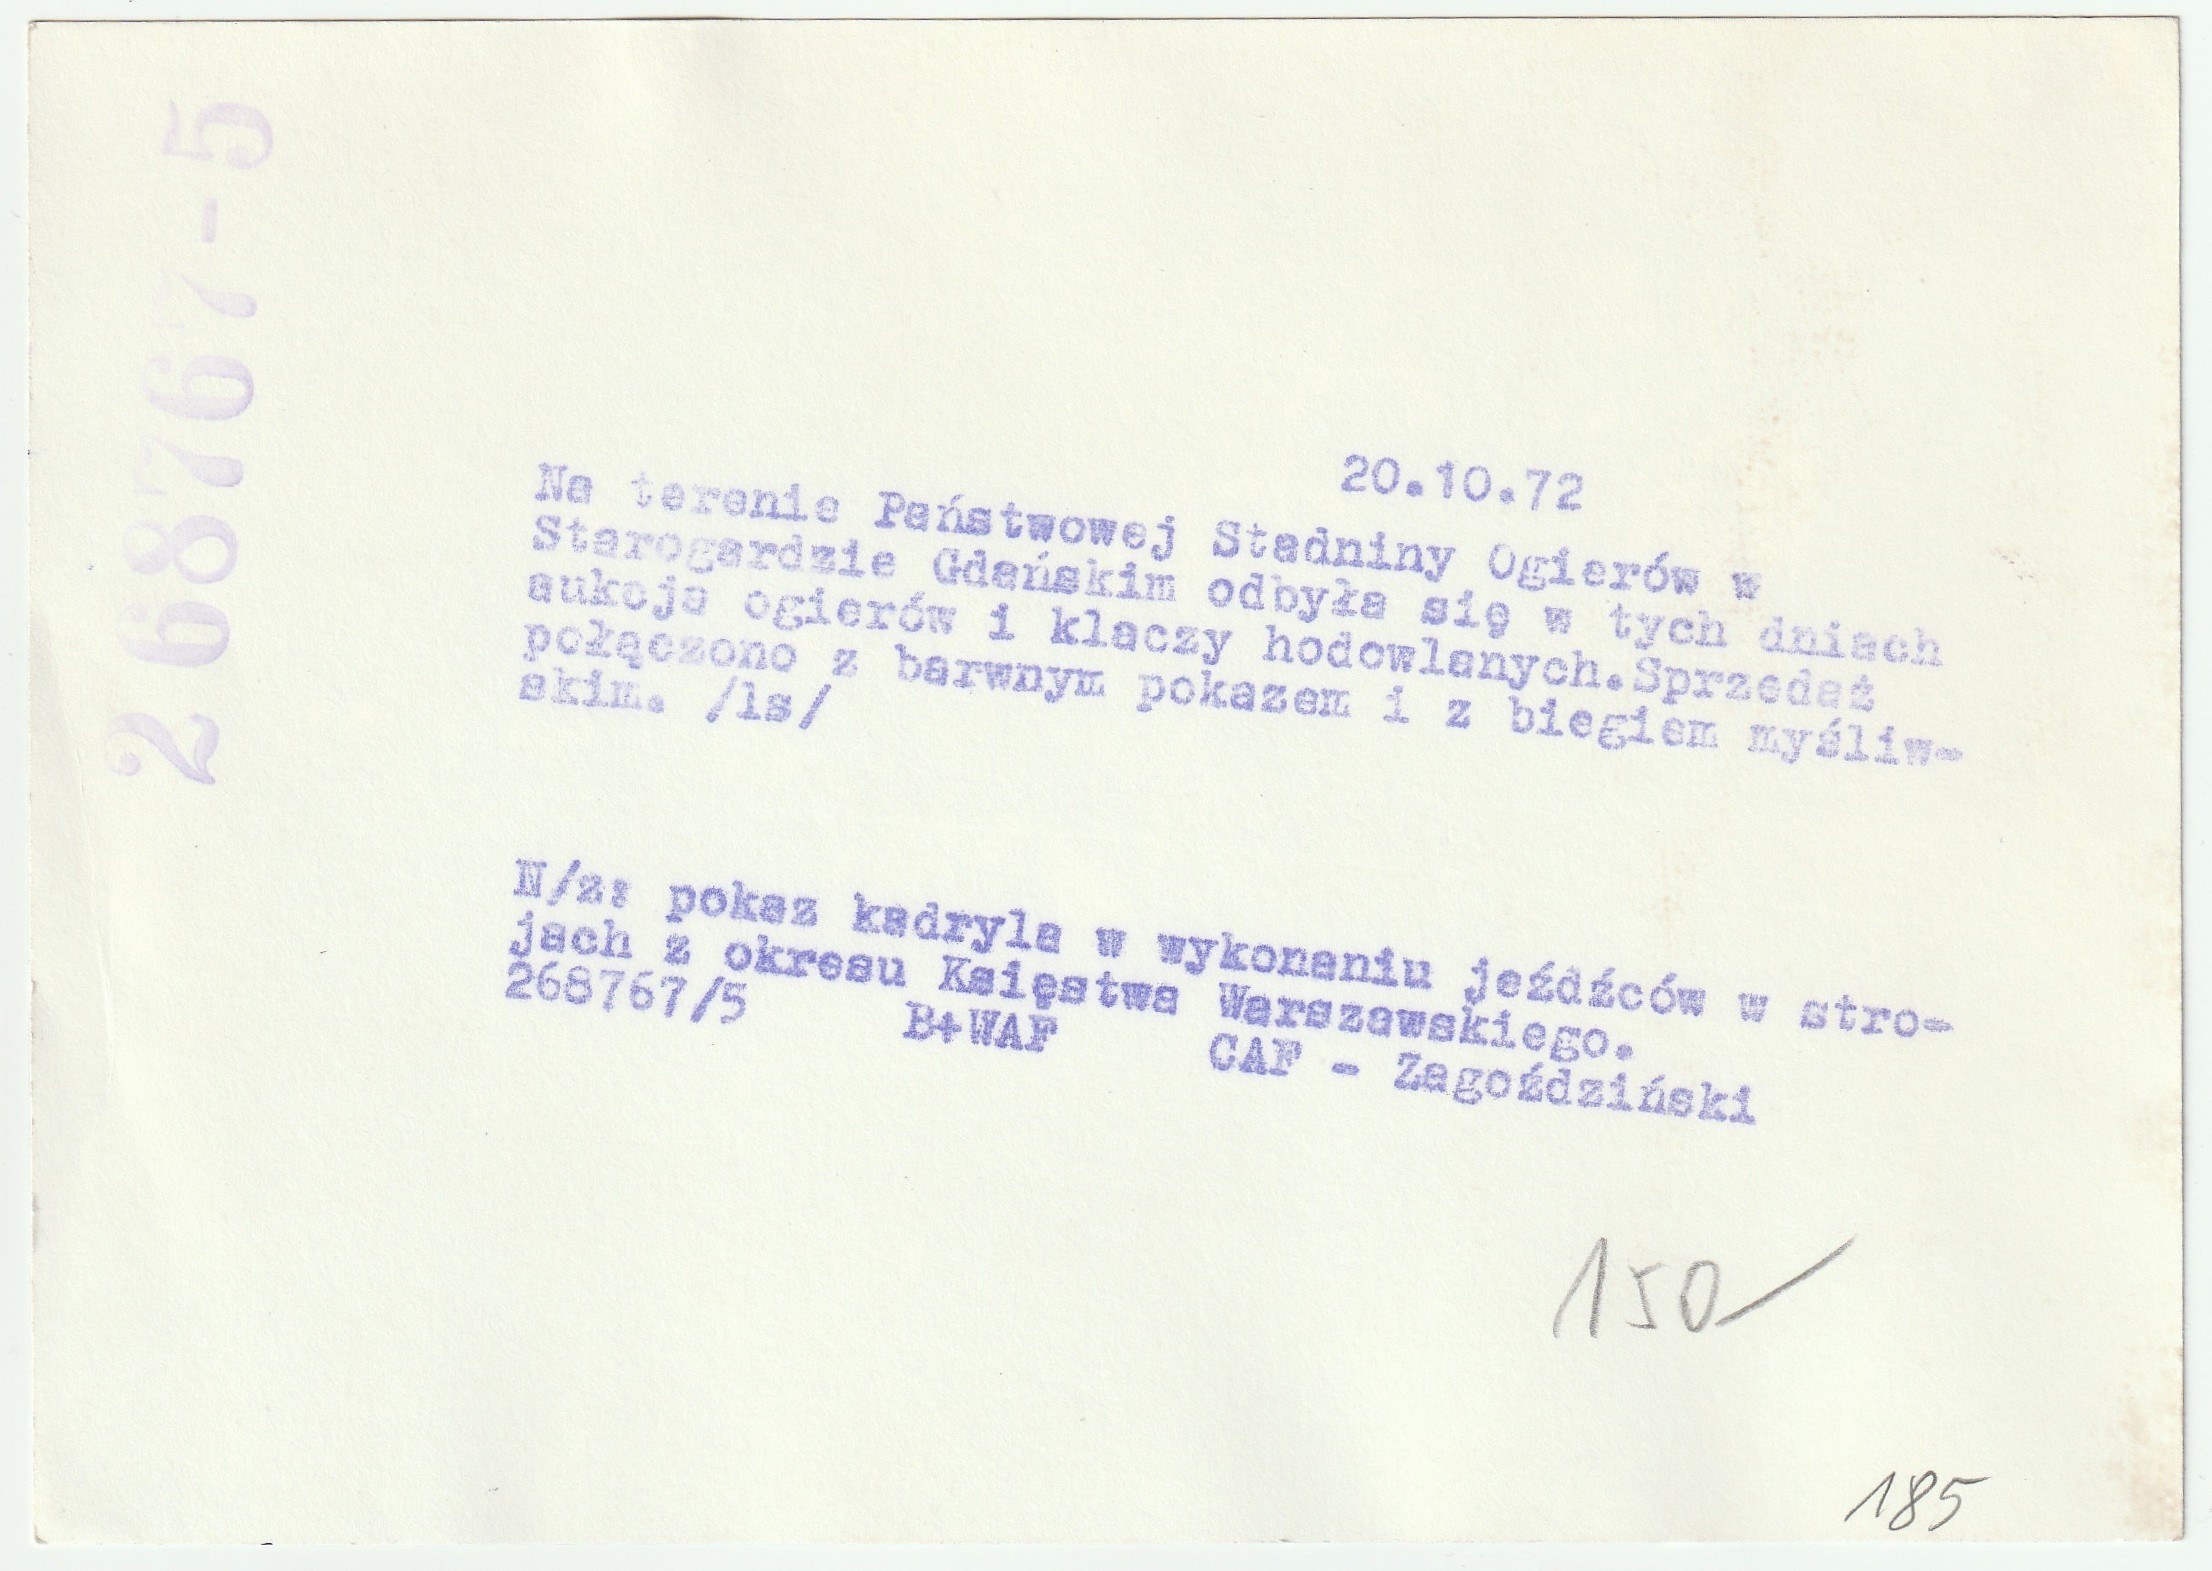 268767-5
20.10.72
Na terenie Państwowej Stadniny Ogierów w
Starogardzie Gdańskim odbyła się w tych dniach
aukcja ogierów i klaczy hodowlanych.Sprzedaż
połączono z barwnym pokazem i z biegiem myśliw-
skim. /ls/
N/z: pokaz kadryla w wykonaniu jeźdźców w stro-
jach z okresu Księstwa Warszawskiego.
268767/5 B+WAF CAF - Zagoździński
150
185